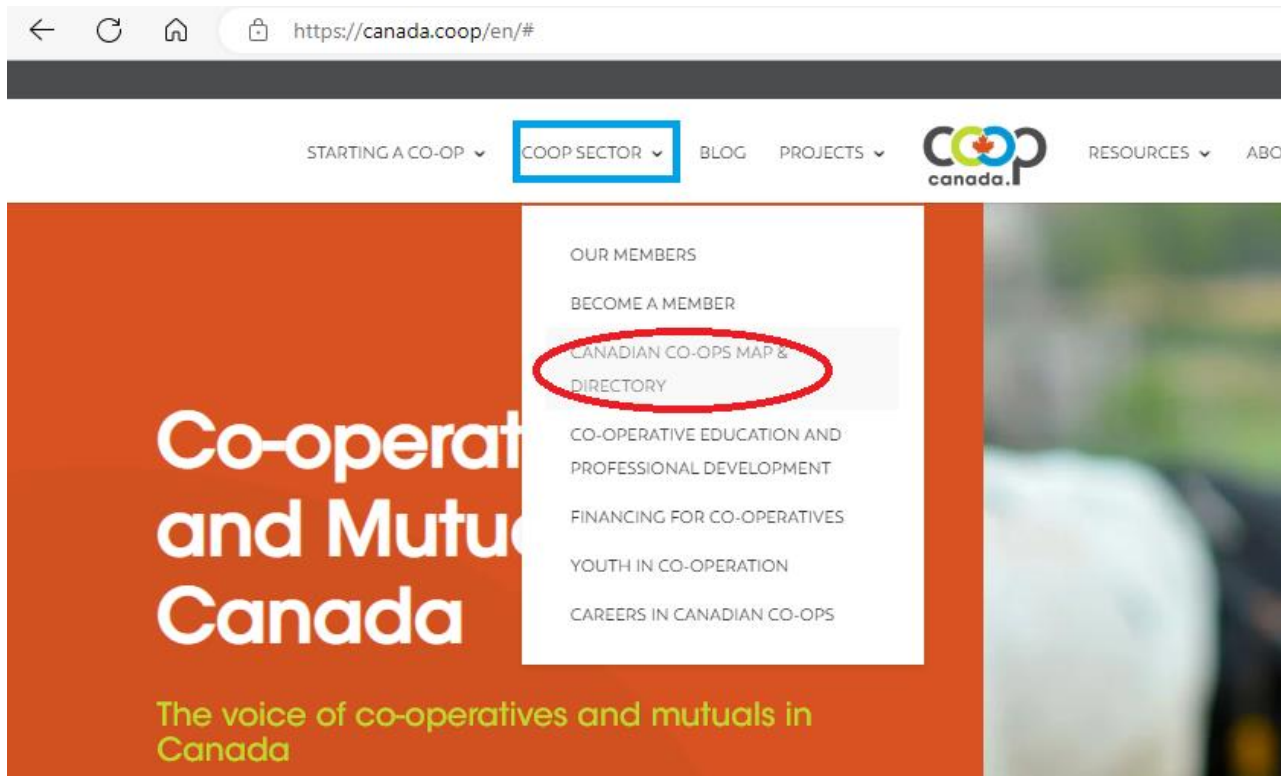 https://canada.coop/en/#
STARTING A CO-OP
COOP SECTOR
BLOG
PROJECTS
coop
canada.
RESOURCES
ABO
OUR MEMBERS
BECOME A MEMBER
CANADIAN CO-OPS MAP &
DIRECTORY
CO-OPERATIVE EDUCATION AND
PROFESSIONAL DEVELOPMENT
FINANCING FOR CO-OPERATIVES
YOUTH IN CO-OPERATION
CAREERS IN CANADIAN CO-OPS
Co-operat
and Mutu
Canada
The voice of co-operatives and mutuals in
Canada